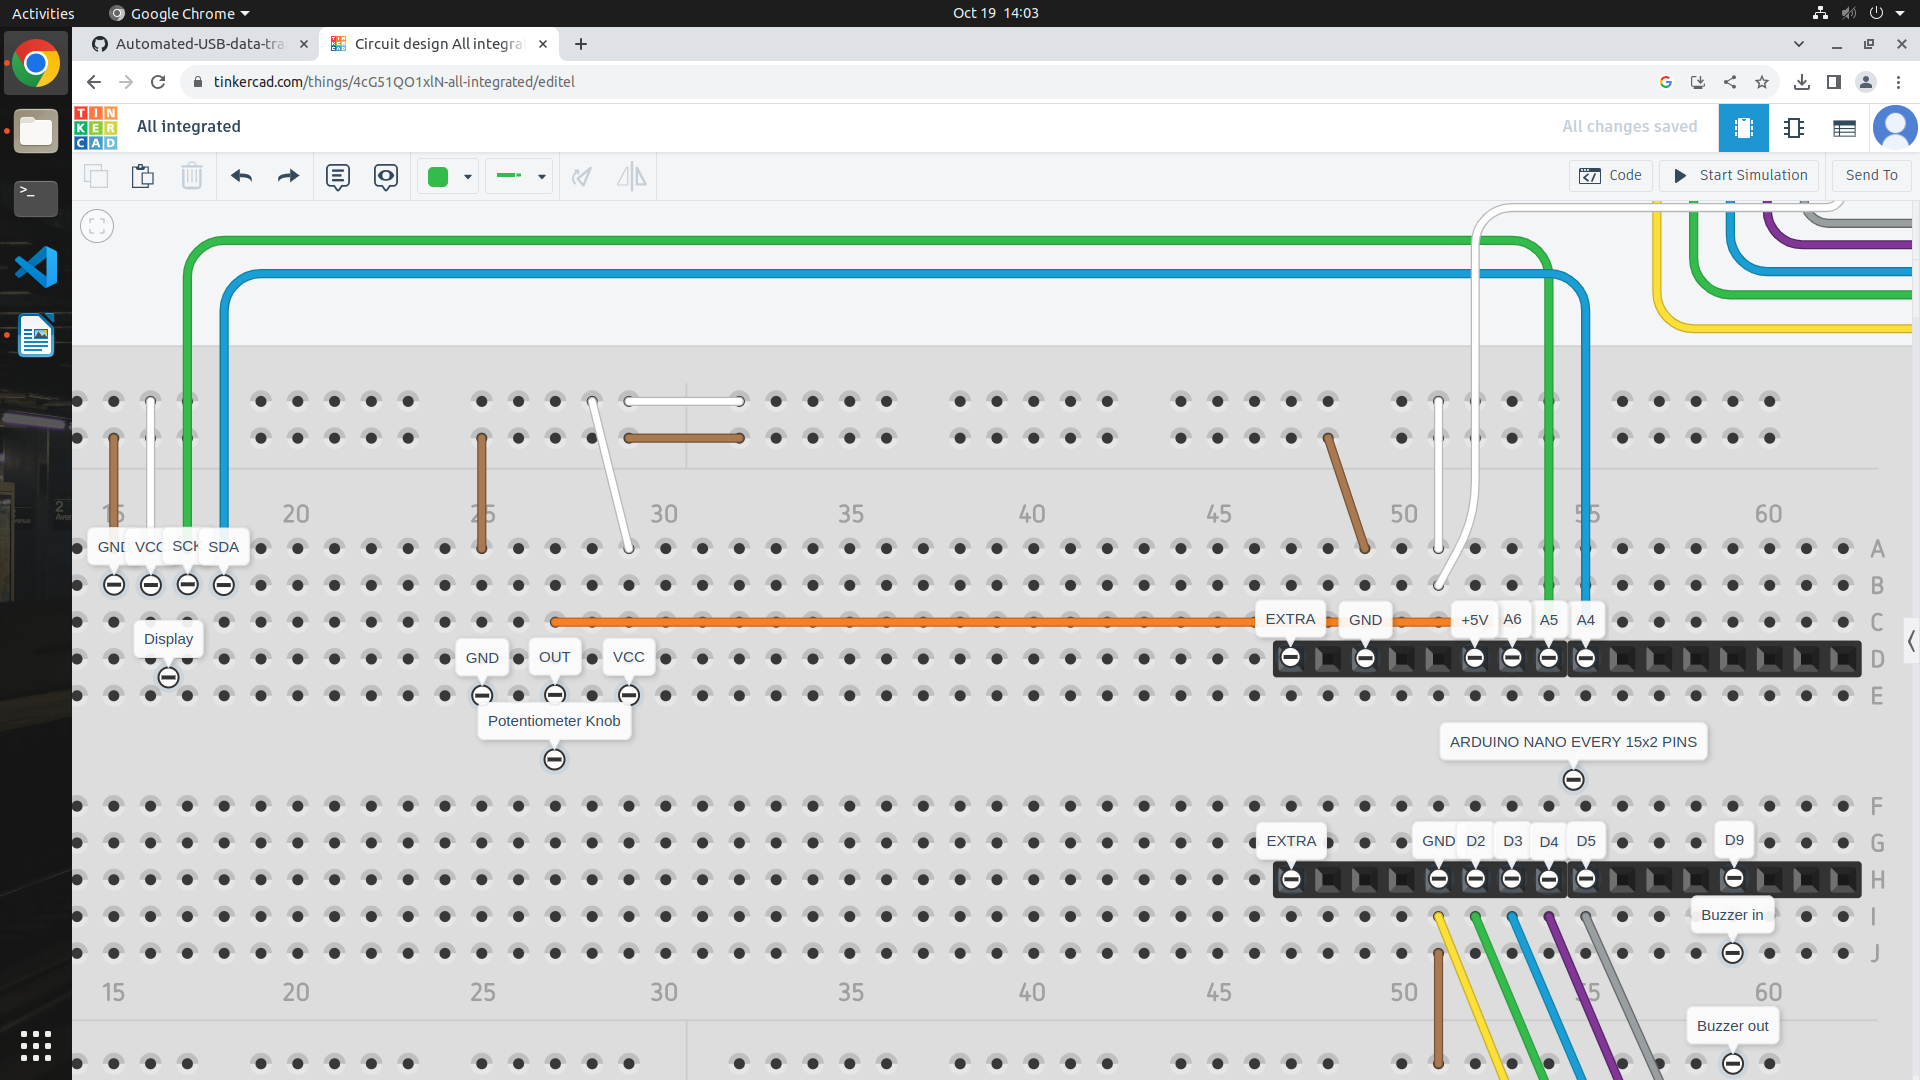 Activities
Google Chrome
Oct 19 14:03
Automated-USB-data-tra
Circuit design All integra
tinkercad.com/things/4cG51QO1xlN-all-integrated/editel
TIN
KER
CAD
All integrated
All changes saved
Code
Start Simulation
Send To
15 20 25 30 35 40 45 50 55 60
A
B
C
D
E
GND VCC SCK SDA
Display
EXTRA GND +5V A6 A5 A4
GND OUT VCC
Potentiometer Knob
ARDUINO NANO EVERY 15x2 PINS
F
G
H
I
J
EXTRA GND D2 D3 D4 D5 D9
Buzzer in
15 20 25 30 35 40 45 50 55 60
Buzzer out